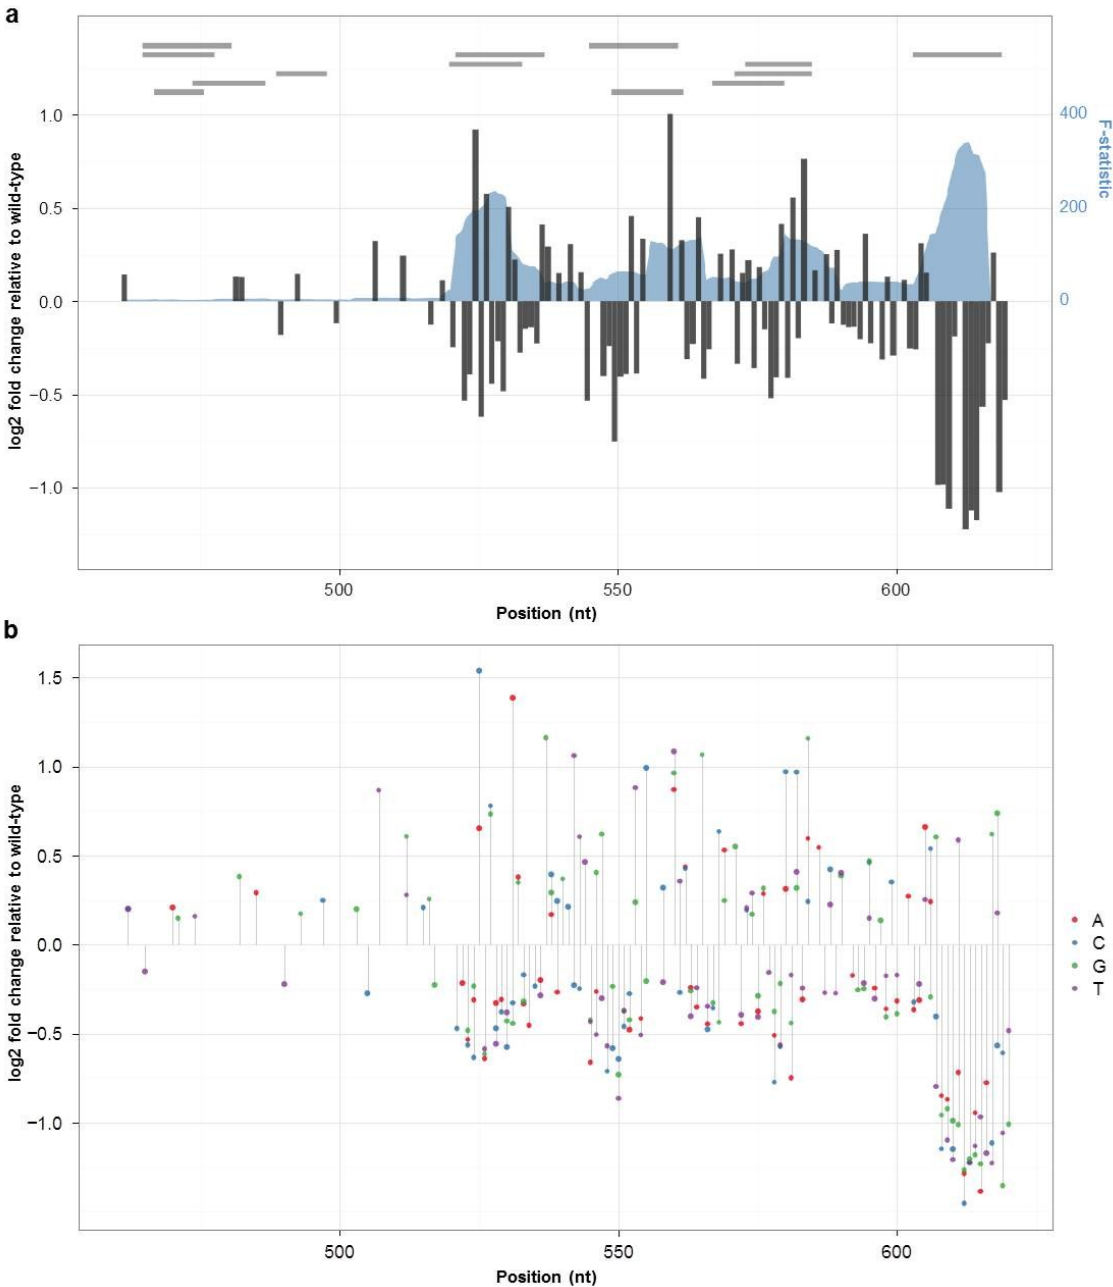 a
log2 fold change relative to wild-type
1.0
0.5
0.0
−0.5
−1.0
400
200
0
F-statistic
500
550
600
Position (nt)
b
log2 fold change relative to wild-type
1.5
1.0
0.5
0.0
−0.5
−1.0
A
C
G
T
500
550
600
Position (nt)